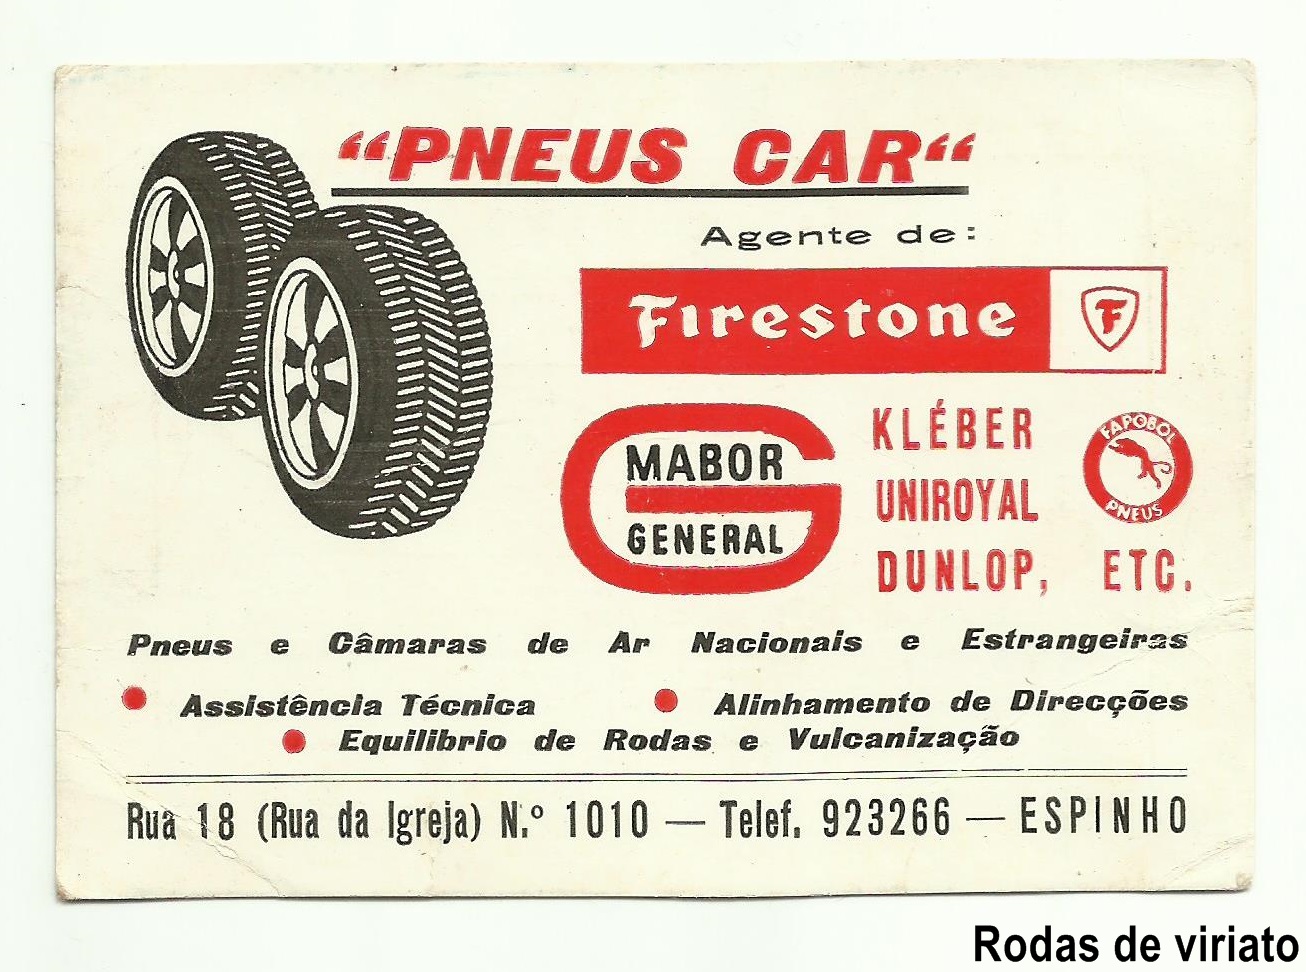 “PNEUS CAR“
Agente de:
Firestone F
MABOR
GENERAL
KLÉBER
UNIROYAL
DUNLOP, ETC.
FAPOBOL
PNEUS
Pneus e Câmaras de Ar Nacionais e Estrangeiras
Assistência Técnica
Alinhamento de Direcções
Equilibrio de Rodas e Vulcanização
Rua 18 (Rua da Igreja) N.º 1010 — Telef. 923266 — ESPINHO
Rodas de viriato